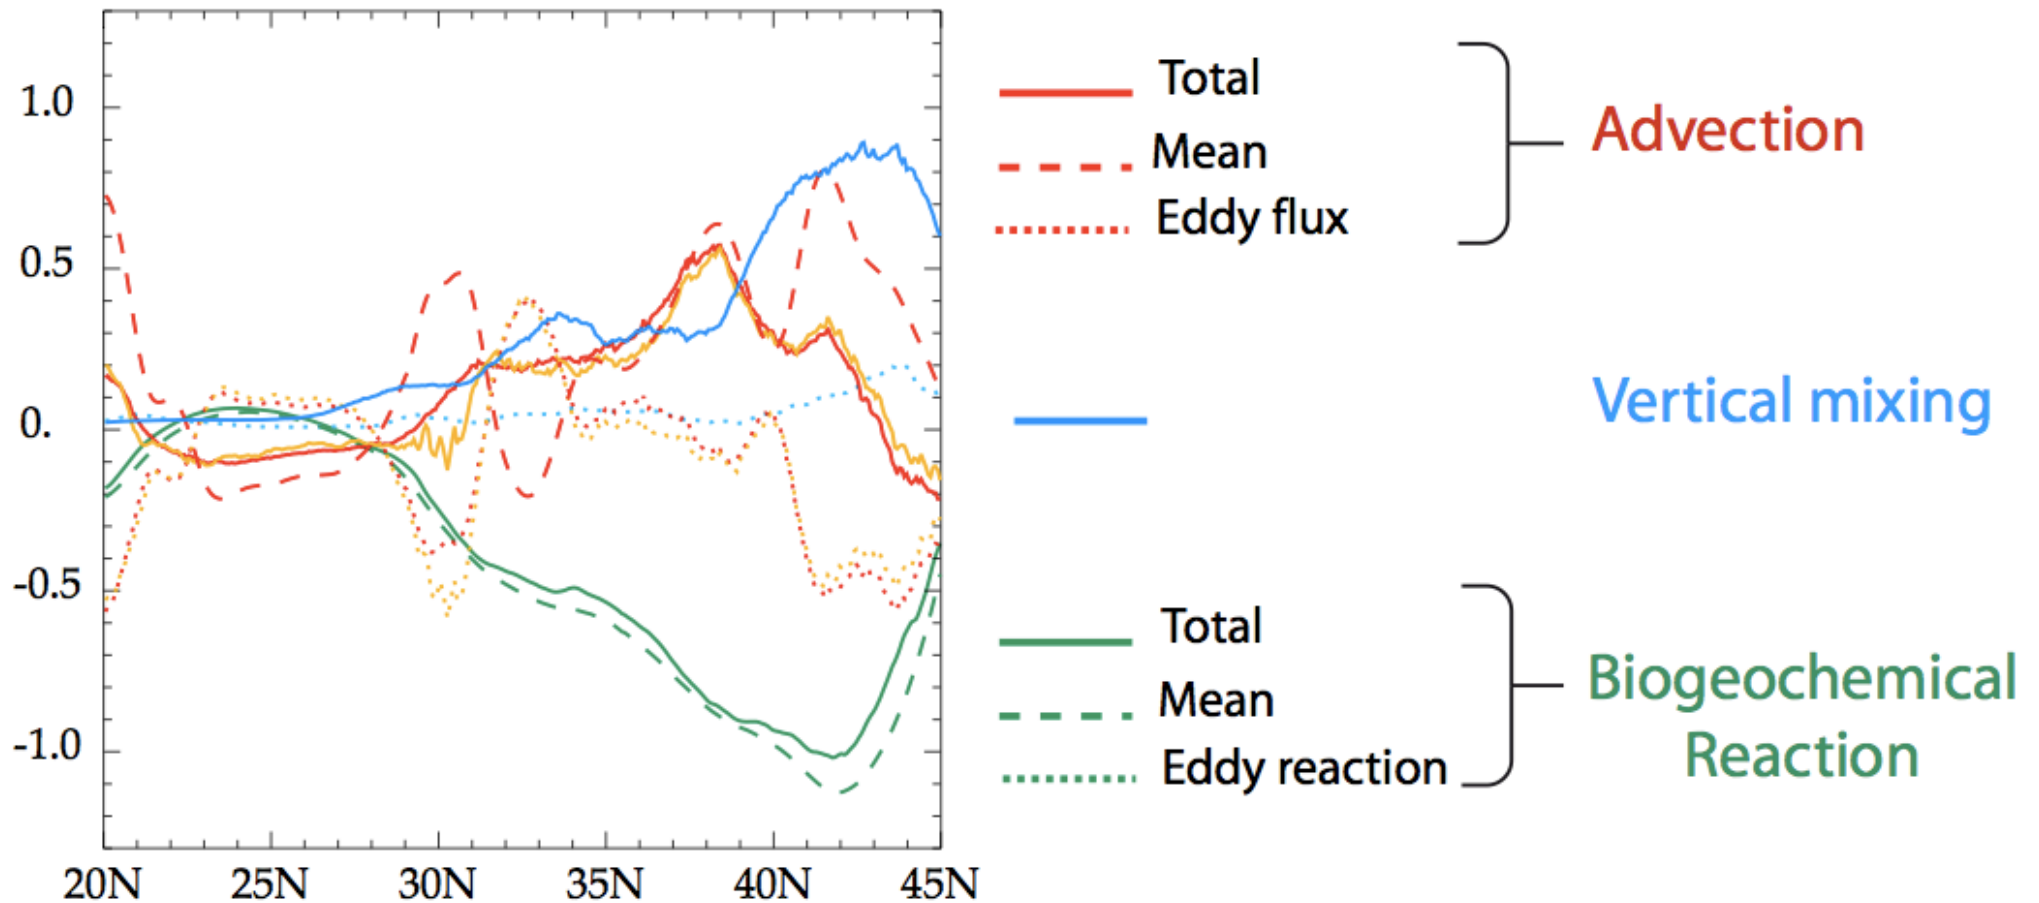 1.0
0.5
0.
-0.5
-1.0
20N 25N 30N 35N 40N 45N
Total
Mean
Eddy flux
Advection
Vertical mixing
Total
Mean
Eddy reaction
Biogeochemical
Reaction